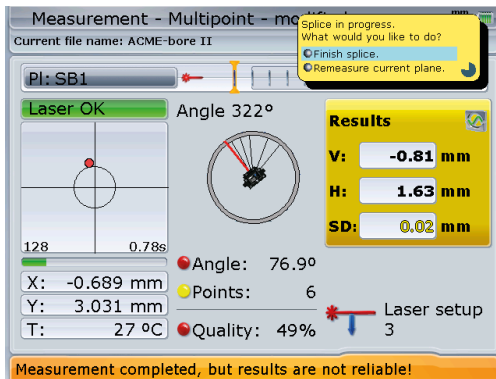 Measurement - Multipoint -
mm
Splice in progress.
What would you like to do?
Finish splice.
Remeasure current plane.
Current file name: ACME-bore II
Pl: SB1
Laser OK
Angle 322º
Results
V: -0.81 mm
H: 1.63 mm
SD: 0.02 mm
128 0.78s
X: -0.689 mm
Y: 3.031 mm
T: 27 ºC
Angle: 76.9º
Points: 6
Quality: 49%
Laser setup
3
Measurement completed, but results are not reliable!